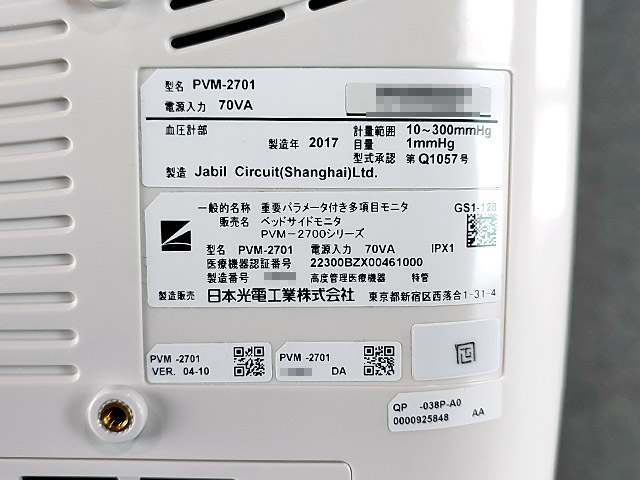 型名 PVM-2701
電源入力 70VA
血圧計部
製造年 2017
計量範囲 10~300mmHg
目量 1mmHg
型式承認 第Q1057号
製造 Jabil Circuit(Shanghai)Ltd.
一般的名称 重要パラメータ付き多項目モニタ
GS1-128
販売名 ベッドサイドモニタ
PVM-2700シリーズ
型名 PVM-2701 電源入力 70VA IPX1
医療機器認証番号 22300BZX00461000
製造番号 高度管理医療機器 特管
製造販売 日本光電工業株式会社 東京都新宿区西落合1-31-4
PVM -2701
VER. 04-10
PVM -2701
DA
QP -038P-A0
0000925848 AA